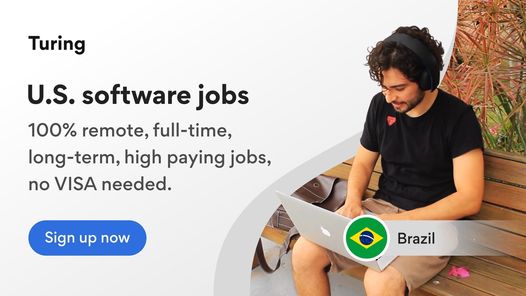 Turing
U.S. software jobs
100% remote, full-time,
long-term, high paying jobs,
no VISA needed.
Sign up now
Brazil